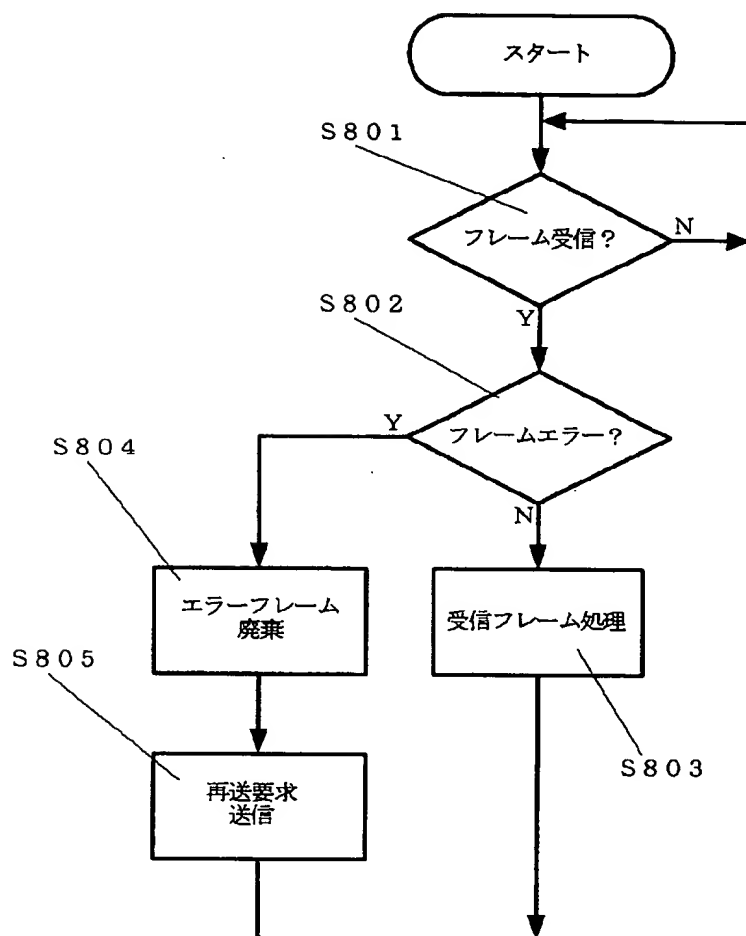 スタート
S801
フレーム受信?
N
S802
Y
フレームエラー?
Y
S804
N
エラーフレーム
廃棄
受信フレーム処理
S805
再送要求
送信
S803